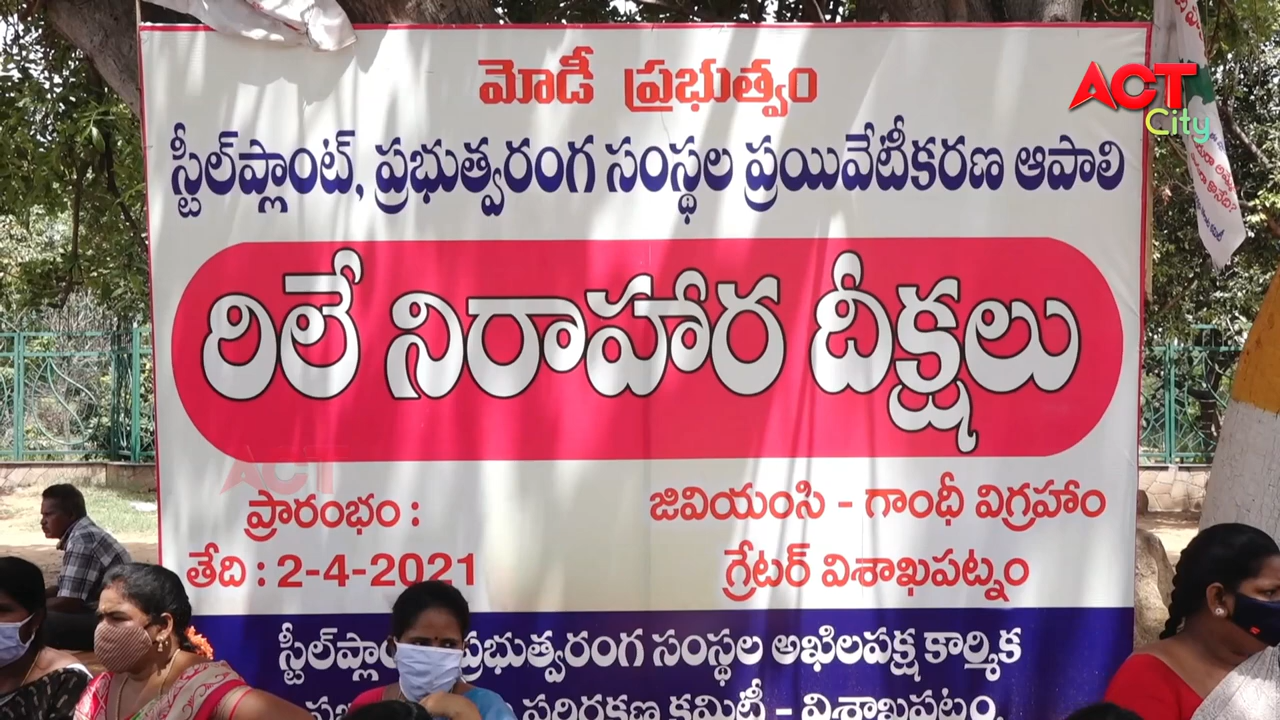 మోడీ ప్రభుత్వం
స్టీల్‌ప్లాంట్, ప్రభుత్వరంగ సంస్థల ప్రయివేటీకరణ ఆపాలి
రిలే నిరాహార దీక్షలు
ప్రారంభం :
తేది : 2-4-2021
జివియంసి - గాంధీ విగ్రహాం
గ్రేటర్ విశాఖపట్నం
ప్రభుత్వరంగ సంస్థల అఖిలపక్ష కార్మిక
పరిరక్షణ కమిటీ - విశాఖపట్నం.
ACT
City
ACT